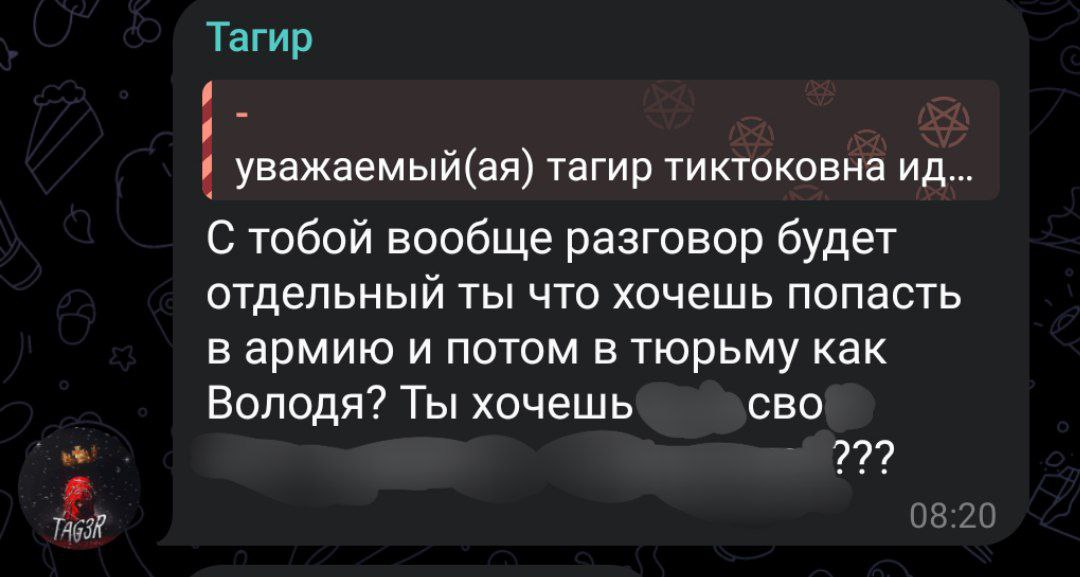 Тагир
-
уважаемый(ая) тагир тиктоковна ид...
С тобой вообще разговор будет
отдельный ты что хочешь попасть
в армию и потом в тюрьму как
Володя? Ты хочешь сво
???
08:20
TAG3R